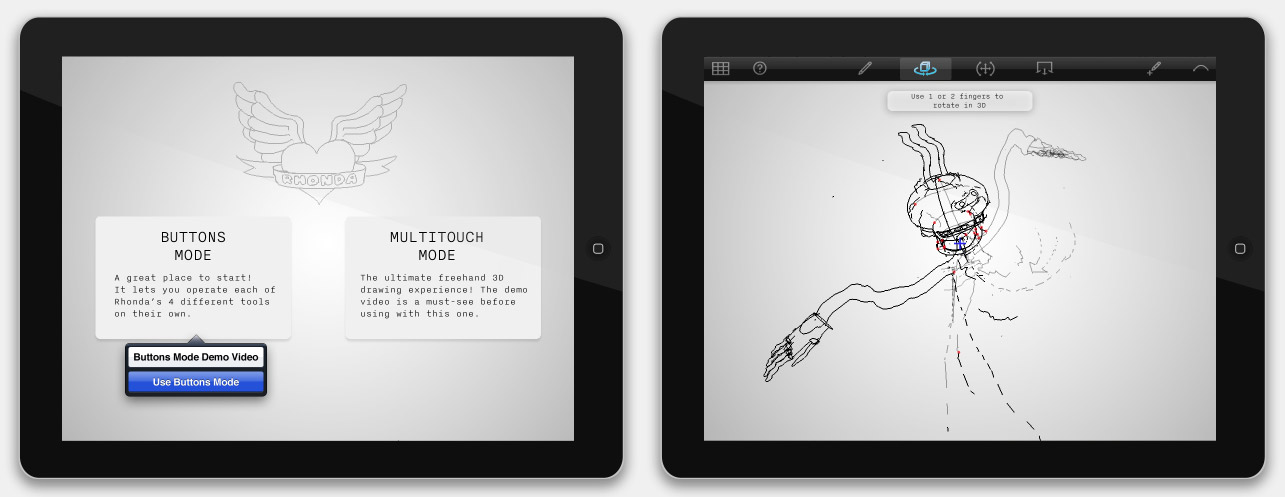 RHONDA
BUTTONS
MODE
A great place to start!
It lets you operate each of
Rhonda's 4 different tools
on their own.
Buttons Mode Demo Video
Use Buttons Mode
MULTITOUCH
MODE
The ultimate freehand 3D
drawing experience! The demo
video is a must-see before
using with this one.
?
Use 1 or 2 fingers to
rotate in 3D